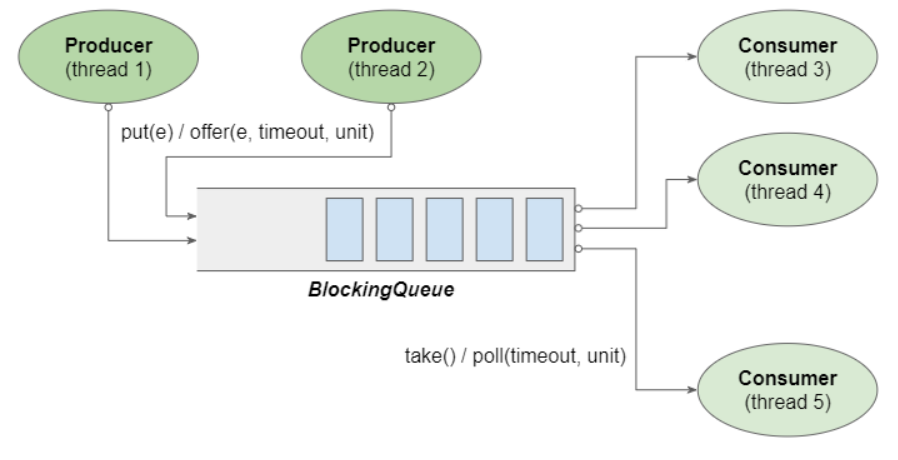 Producer
(thread 1)
Producer
(thread 2)
Consumer
(thread 3)
put(e) / offer(e, timeout, unit)
Consumer
(thread 4)
BlockingQueue
take() / poll(timeout, unit)
Consumer
(thread 5)